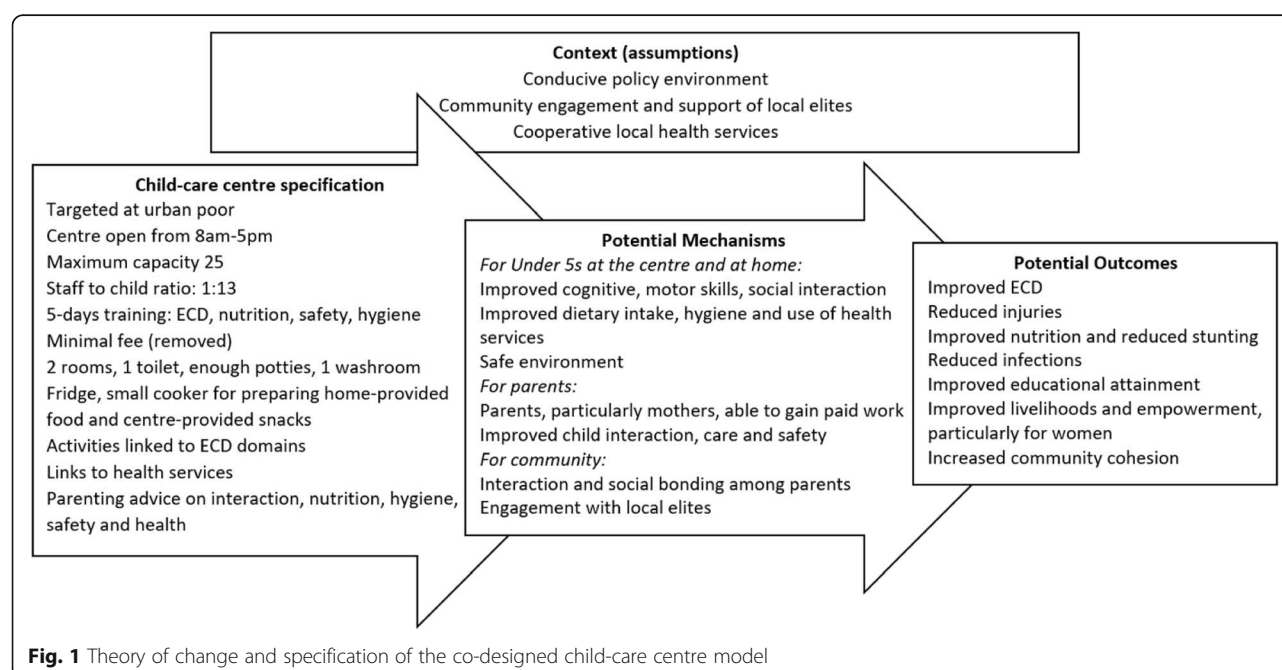 Context (assumptions)
Conducive policy environment
Community engagement and support of local elites
Cooperative local health services
Child-care centre specification
Targeted at urban poor
Centre open from 8am-5pm
Maximum capacity 25
Staff to child ratio: 1:13
5-days training: ECD, nutrition, safety, hygiene
Minimal fee (removed)
2 rooms, 1 toilet, enough potties, 1 washroom
Fridge, small cooker for preparing home-provided
food and centre-provided snacks
Activities linked to ECD domains
Links to health services
Parenting advice on interaction, nutrition, hygiene,
safety and health
Potential Mechanisms
For Under 5s at the centre and at home:
Improved cognitive, motor skills, social interaction
Improved dietary intake, hygiene and use of health
services
Safe environment
For parents:
Parents, particularly mothers, able to gain paid work
Improved child interaction, care and safety
For community:
Interaction and social bonding among parents
Engagement with local elites
Potential Outcomes
Improved ECD
Reduced injuries
Improved nutrition and reduced stunting
Reduced infections
Improved educational attainment
Improved livelihoods and empowerment,
particularly for women
Increased community cohesion
Fig. 1 Theory of change and specification of the co-designed child-care centre model